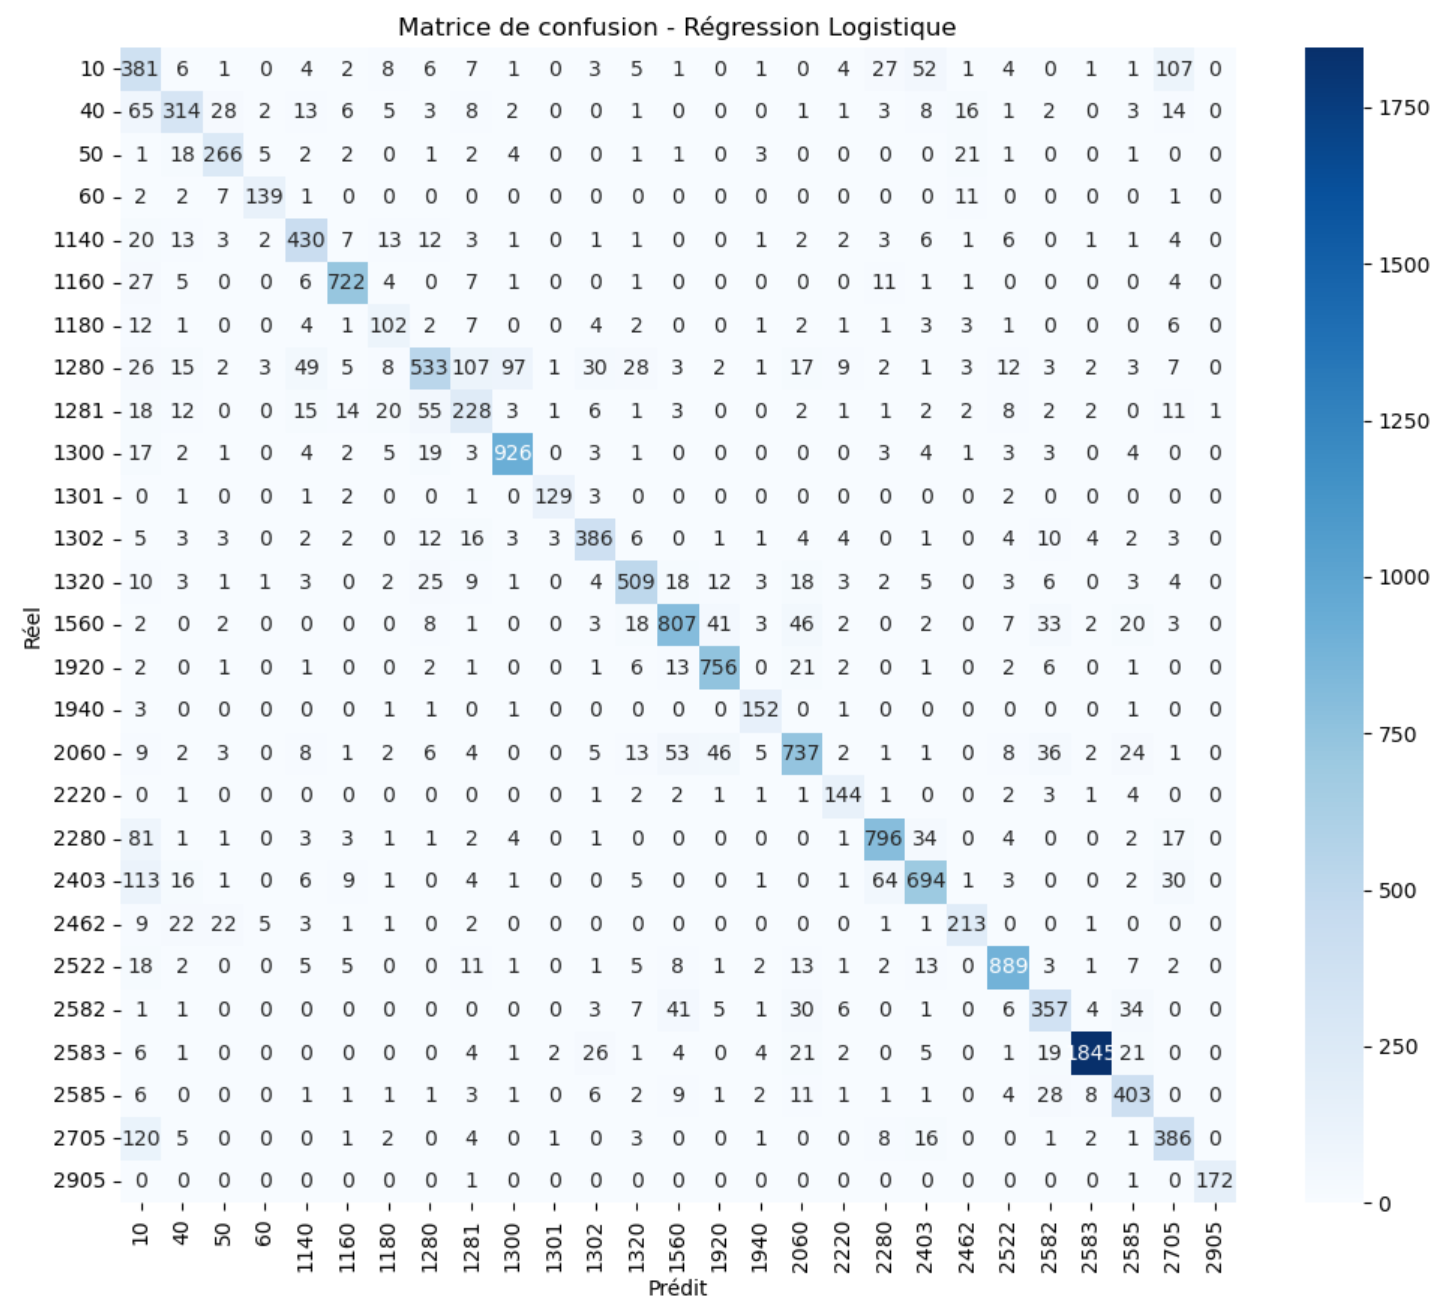 Matrice de confusion - Régression Logistique
10 381 6 1 0 4 2 8 6 7 1 0 3 5 1 0 1 0 4 27 52 1 4 0 1 1 107 0
40 65 314 28 2 13 6 5 3 8 2 0 0 1 0 0 0 1 1 3 8 16 1 2 0 3 14 0
50 1 18 266 5 2 2 0 1 2 4 0 0 1 1 0 3 0 0 0 0 21 1 0 0 1 0 0
60 2 2 7 139 1 0 0 0 0 0 0 0 0 0 0 0 0 0 0 0 11 0 0 0 0 1 0
1140 20 13 3 2 430 7 13 12 3 1 0 1 1 0 0 1 2 2 3 6 1 6 0 1 1 4 0
1160 27 5 0 0 6 722 4 0 7 1 0 0 1 0 0 0 0 0 11 1 1 0 0 0 0 4 0
1180 12 1 0 0 4 1 102 2 7 0 0 4 2 0 0 1 2 1 1 3 3 1 0 0 0 6 0
1280 26 15 2 3 49 5 8 533 107 97 1 30 28 3 2 1 17 9 2 1 3 12 3 2 3 7 0
1281 18 12 0 0 15 14 20 55 228 3 1 6 1 3 0 0 2 1 1 2 2 8 2 2 0 11 1
1300 17 2 1 0 4 2 5 19 3 926 0 3 1 0 0 0 0 0 3 4 1 3 3 0 4 0 0
1301 0 1 0 0 1 2 0 0 1 0 129 3 0 0 0 0 0 0 0 0 0 2 0 0 0 0 0
1302 5 3 3 0 2 2 0 12 16 3 3 386 6 0 1 1 4 4 0 1 0 4 10 4 2 3 0
1320 10 3 1 1 3 0 2 25 9 1 0 4 509 18 12 3 18 3 2 5 0 3 6 0 3 4 0
1560 2 0 2 0 0 0 0 8 1 0 0 3 18 807 41 3 46 2 0 2 0 7 33 2 20 3 0
1920 2 0 1 0 1 0 0 2 1 0 0 1 6 13 756 0 21 2 0 1 0 2 6 0 1 0 0
1940 3 0 0 0 0 0 1 1 0 1 0 0 0 0 0 152 0 1 0 0 0 0 0 0 1 0 0
2060 9 2 3 0 8 1 2 6 4 0 0 5 13 53 46 5 737 2 1 1 0 8 36 2 24 1 0
2220 0 1 0 0 0 0 0 0 0 0 0 1 2 2 1 1 1 144 1 0 0 2 3 1 4 0 0
2280 81 1 1 0 3 3 1 1 2 4 0 1 0 0 0 0 0 1 796 34 0 4 0 0 2 17 0
2403 113 16 1 0 6 9 1 0 4 1 0 0 5 0 0 1 0 1 64 694 1 3 0 0 2 30 0
2462 9 22 22 5 3 1 1 0 2 0 0 0 0 0 0 0 0 0 1 1 213 0 0 1 0 0 0
2522 18 2 0 0 5 5 0 0 11 1 0 1 5 8 1 2 13 1 2 13 0 889 3 1 7 2 0
2582 1 1 0 0 0 0 0 0 0 0 0 3 7 41 5 1 30 6 0 1 0 6 357 4 34 0 0
2583 6 1 0 0 0 0 0 0 4 1 2 26 1 4 0 4 21 2 0 5 0 1 19 1845 21 0 0
2585 6 0 0 0 1 1 1 1 3 1 0 6 2 9 1 2 11 1 1 1 0 4 28 8 403 0 0
2705 120 5 0 0 0 1 2 0 4 0 1 0 3 0 0 1 0 0 8 16 0 0 1 2 1 386 0
2905 0 0 0 0 0 0 0 0 1 0 0 0 0 0 0 0 0 0 0 0 0 0 0 0 1 0 172
10 40 50 60 1140 1160 1180 1280 1281 1300 1301 1302 1320 1560 1920 1940 2060 2220 2280 2403 2462 2522 2582 2583 2585 2705 2905
Prédit
Réel
1750
1500
1250
1000
750
500
250
0